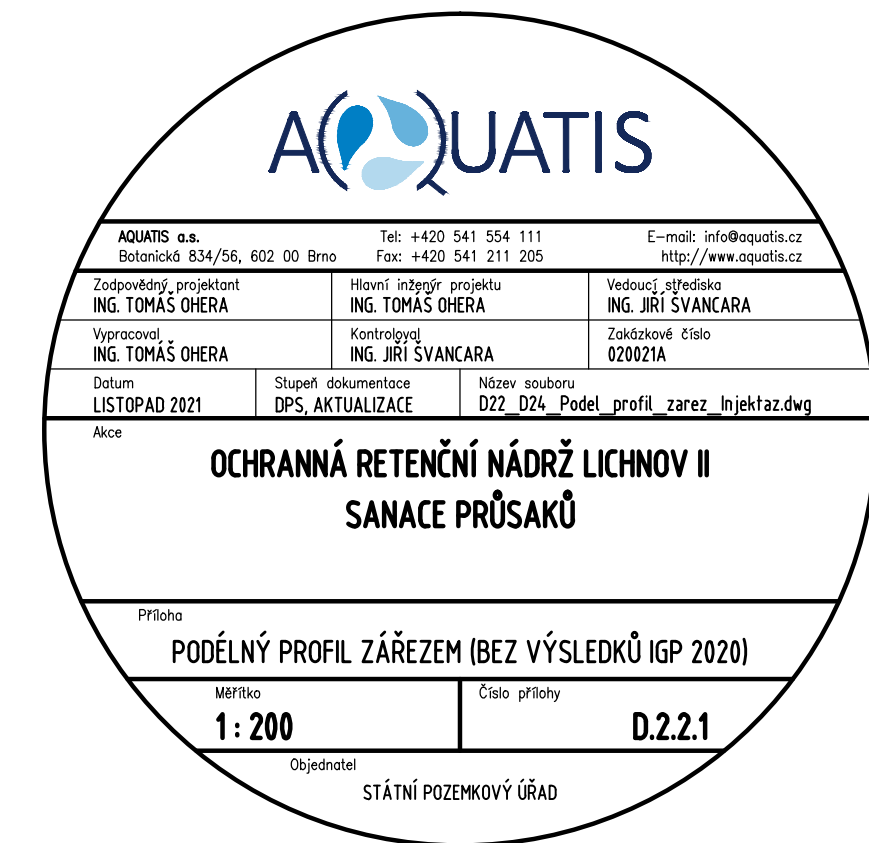 AQUATIS
AQUATIS a.s. Tel: +420 541 554 111 E-mail: info@aquatis.cz
Botanická 834/56, 602 00 Brno Fax: +420 541 211 205 http://www.aquatis.cz
Zodpovědný projektant Hlavní inženýr projektu Vedoucí střediska
ING. TOMÁŠ OHERA ING. TOMÁŠ OHERA ING. JIŘÍ ŠVANCARA
Vypracoval Kontroloval Zakázkové číslo
ING. TOMÁŠ OHERA ING. JIŘÍ ŠVANCARA 020021A
Datum Stupeň dokumentace Název souboru
LISTOPAD 2021 DPS, AKTUALIZACE D22_D24_Podel_profil_zarez_Injektaz.dwg
Akce
OCHRANNÁ RETENČNÍ NÁDRŽ LICHNOV II
SANACE PRŮSAKŮ
Příloha
PODÉLNÝ PROFIL ZÁŘEZEM (BEZ VÝSLEDKŮ IGP 2020)
Měřítko Číslo přílohy
1 : 200 D.2.2.1
Objednatel
STÁTNÍ POZEMKOVÝ ÚŘAD